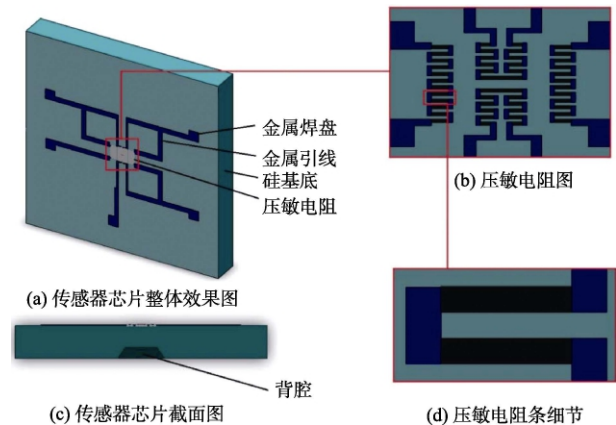 金属焊盘
金属引线
硅基底
压敏电阻
(a) 传感器芯片整体效果图
(b) 压敏电阻图
背腔
(c) 传感器芯片截面图
(d) 压敏电阻条细节